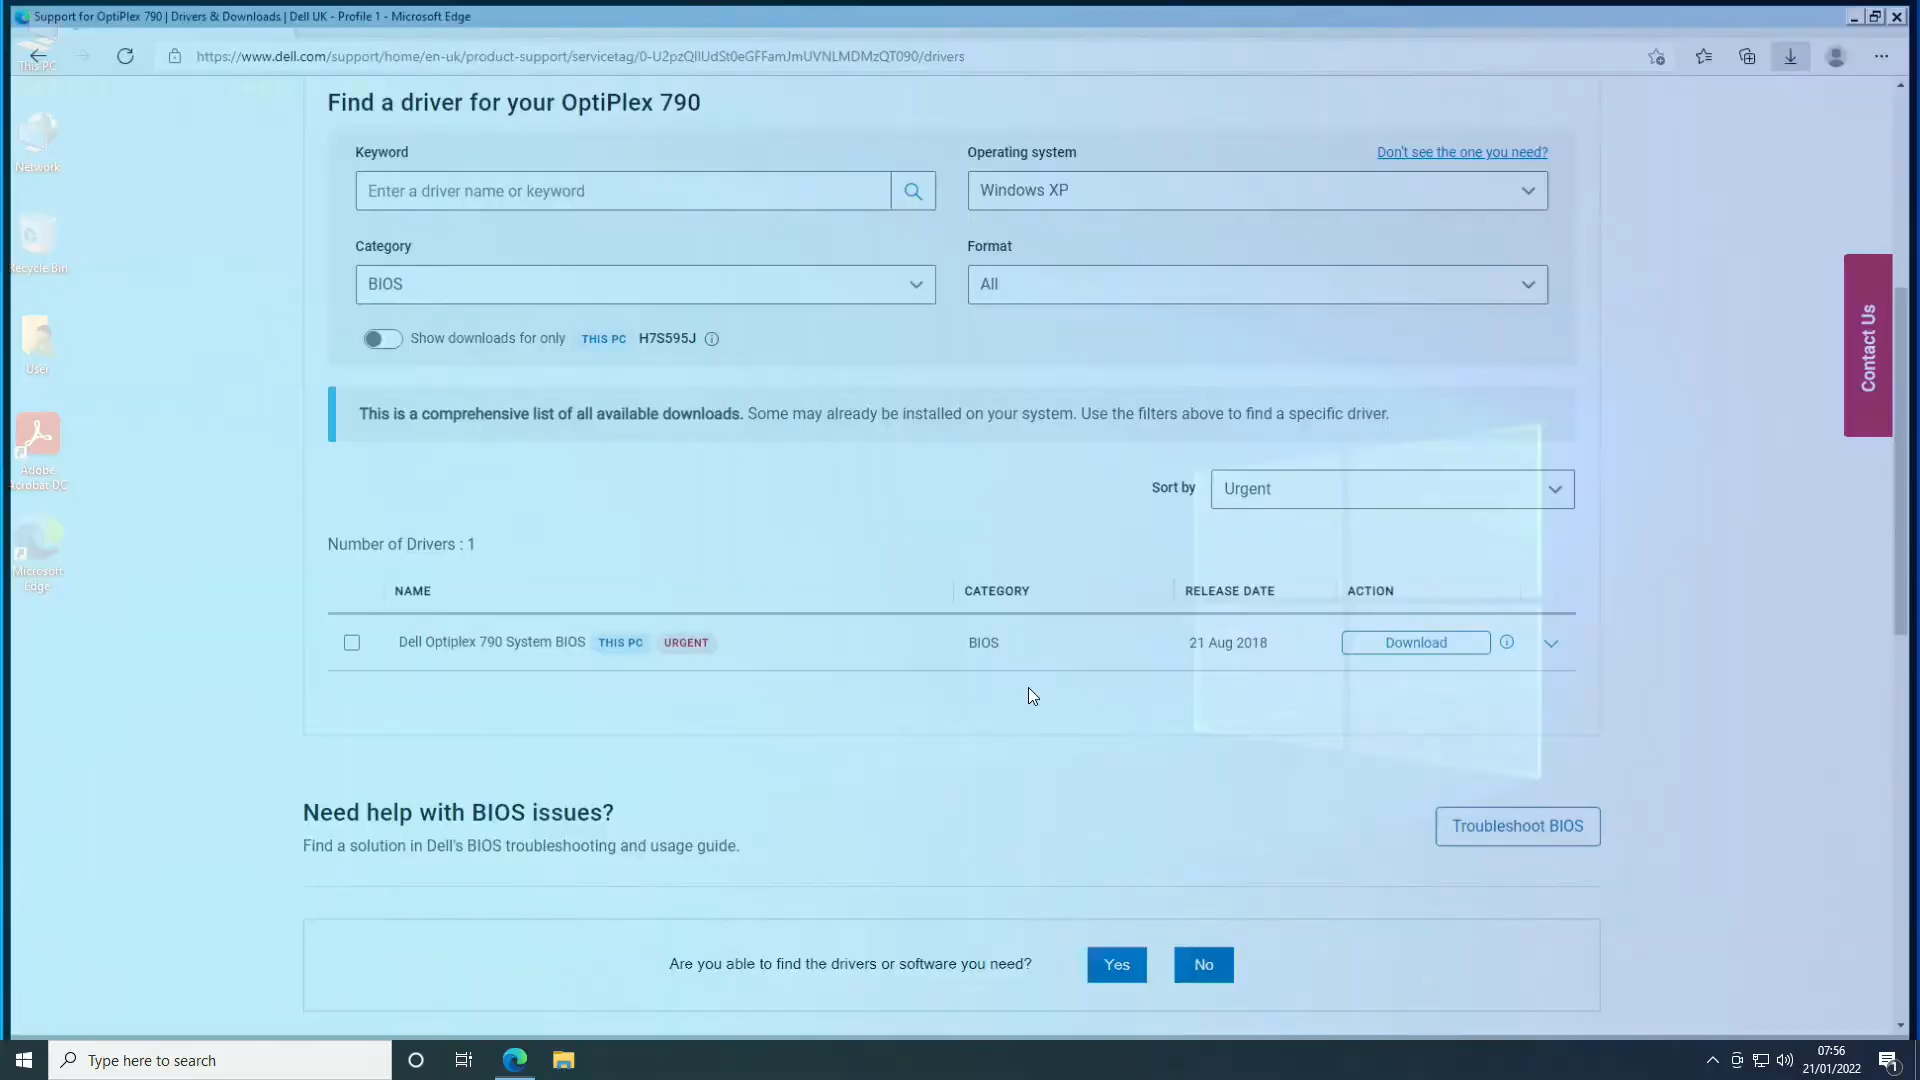 Support for OptiPlex 790 | Drivers & Downloads | Dell UK - Profile 1 - Microsoft Edge
https://www.dell.com/support/home/en-uk/product-support/servicetag/0-U2pzQllUdSt0eGFFamJmUVNLMDMzQT090/drivers
This PC
Network
Recycle Bin
User
Adobe
Acrobat DC
Microsoft
Edge
Find a driver for your OptiPlex 790
Keyword
Operating system
Don't see the one you need?
Enter a driver name or keyword
Windows XP
Category
Format
BIOS
All
Show downloads for only THIS PC H7S595J
Contact Us
This is a comprehensive list of all available downloads. Some may already be installed on your system. Use the filters above to find a specific driver.
Sort by
Urgent
Number of Drivers : 1
NAME CATEGORY RELEASE DATE ACTION
Dell Optiplex 790 System BIOS THIS PC URGENT BIOS 21 Aug 2018 Download
Need help with BIOS issues?
Find a solution in Dell's BIOS troubleshooting and usage guide.
Troubleshoot BIOS
Are you able to find the drivers or software you need? Yes No
Type here to search
07:56
21/01/2022
1